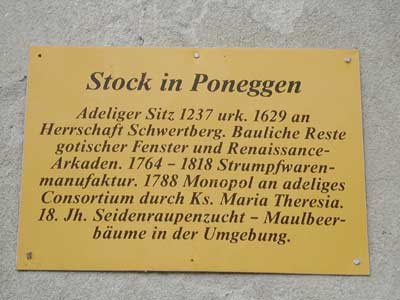 Stock in Poneggen
Adeliger Sitz 1237 urk. 1629 an
Herrschaft Schwertberg. Bauliche Reste
gotischer Fenster und Renaissance-
Arkaden. 1764 – 1818 Strumpfwaren-
manufaktur. 1788 Monopol an adeliges
Consortium durch Ks. Maria Theresia.
18. Jh. Seidenraupenzucht – Maulbeer-
bäume in der Umgebung.